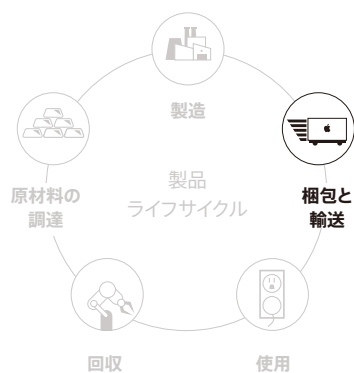 製造
原材料の
調達
製品
ライフサイクル
梱包と
輸送
回収
使用